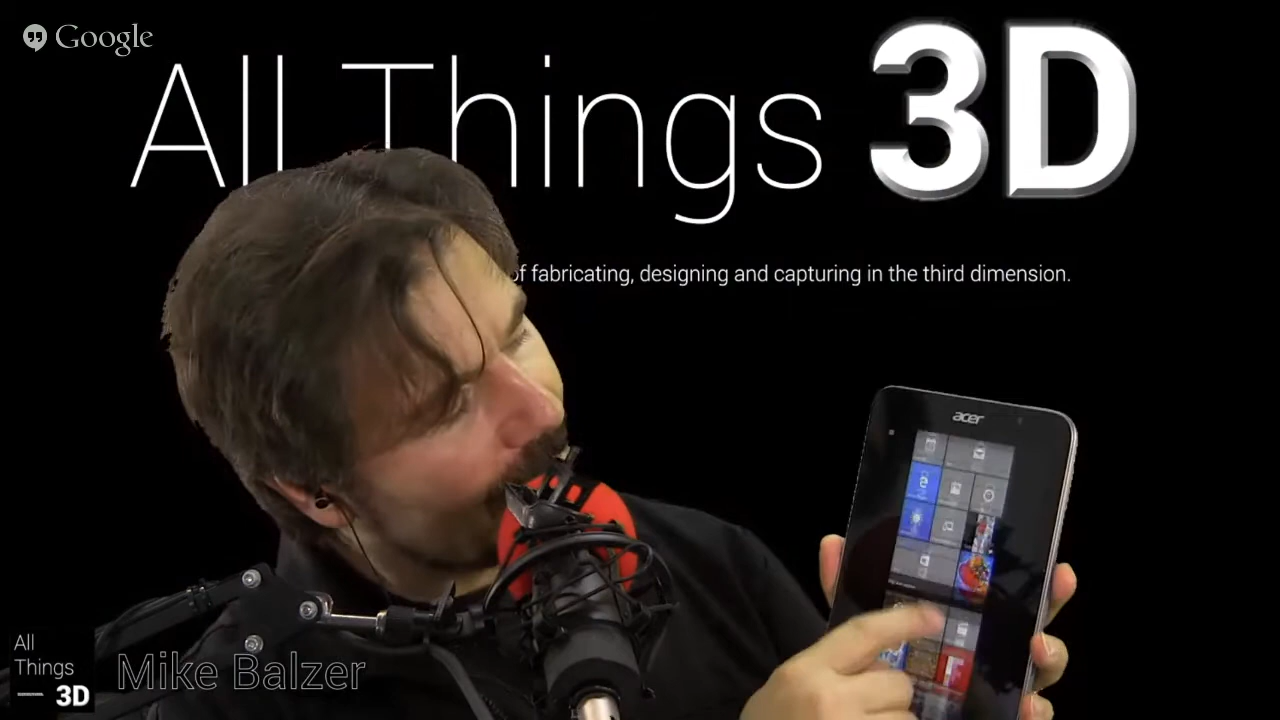 Google
All Things 3D
of fabricating, designing and capturing in the third dimension.
acer
All
Things
3D
Mike Balzer